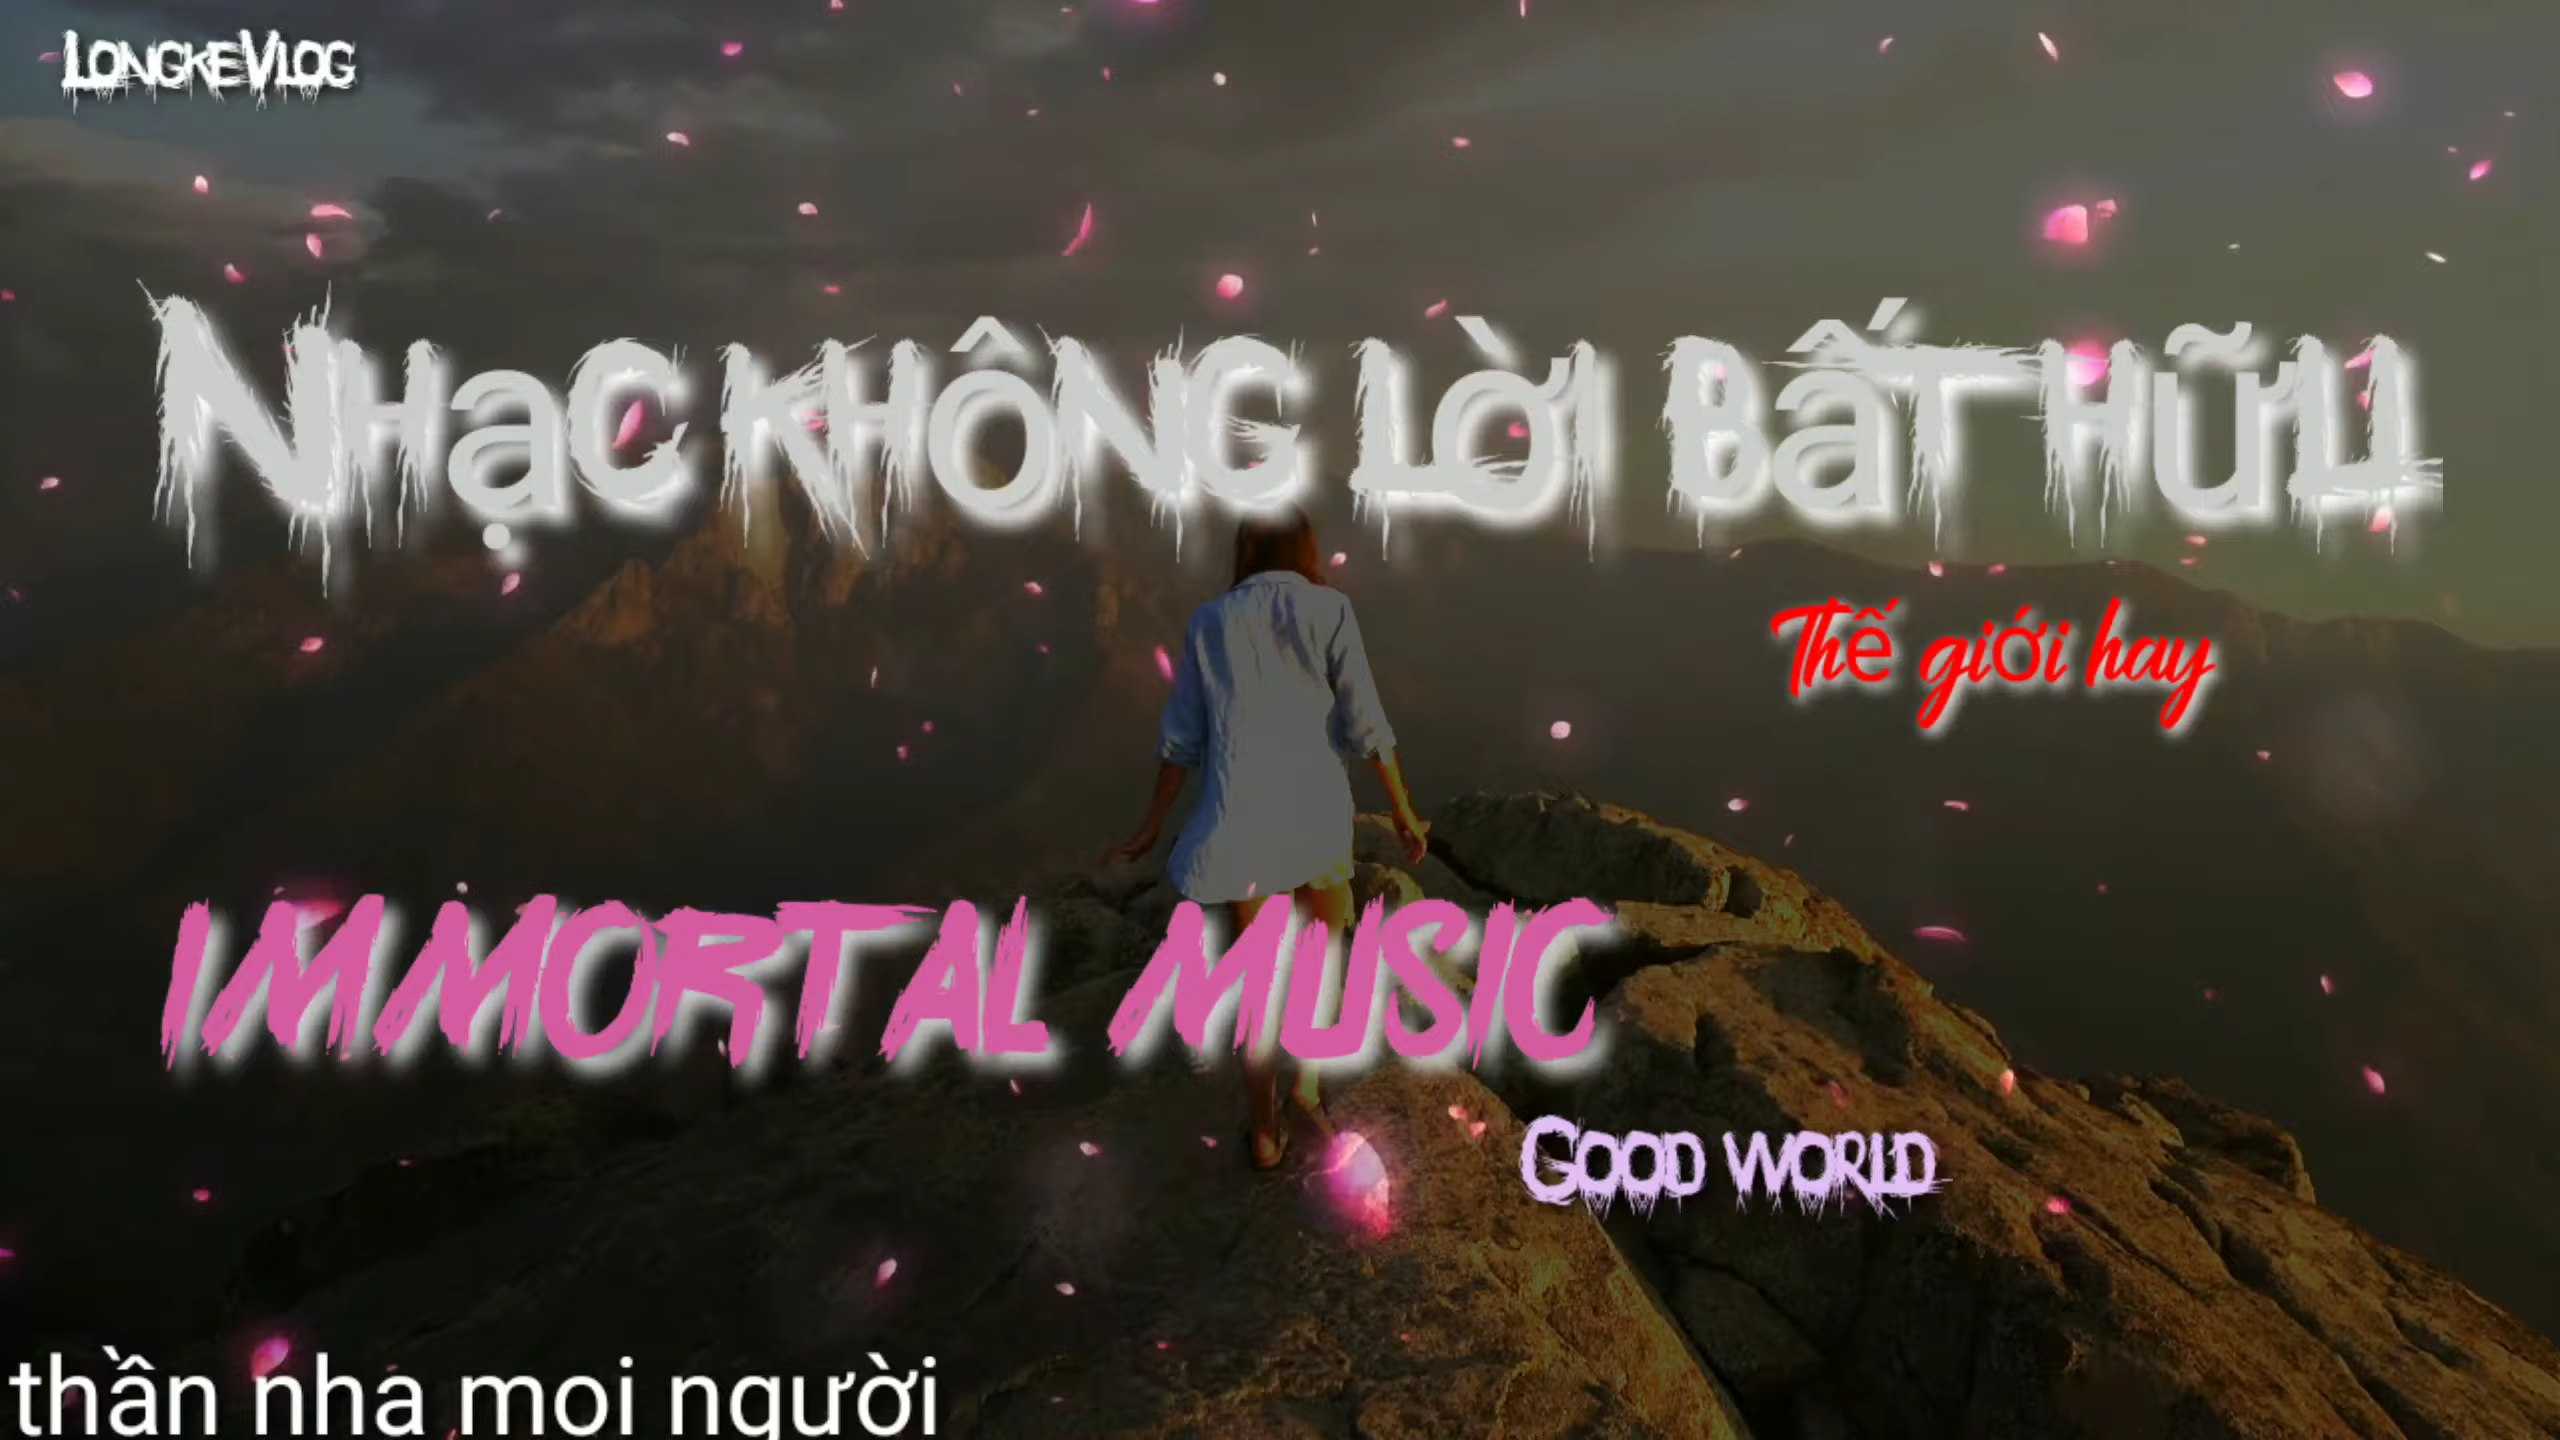 LongkeVlog
Nhạc không lời bất hữu
Thế giới hay
IMMORTAL MUSIC
Good world
thần nha moi người